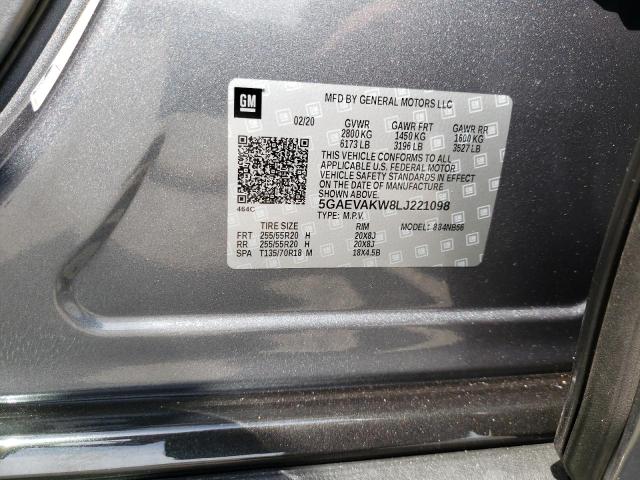 GM
MFD BY GENERAL MOTORS LLC
02/20 GVWR GAWR FRT GAWR RR
2800 KG 1450 KG 1600 KG
6173 LB 3196 LB 3527 LB
THIS VEHICLE CONFORMS TO ALL
APPLICABLE U.S. FEDERAL MOTOR
VEHICLE SAFETY STANDARDS IN EFFECT
ON THE DATE OF MANUFACTURE
SHOWN ABOVE.
464C
5GAEVAKW8LJ221098
TYPE: M.P.V. MODEL: 834NB56
TIRE SIZE RIM
FRT 255/55R20 H 20X8J
RR 255/55R20 H 20X8J
SPA T135/70R18 M 18X4.5B